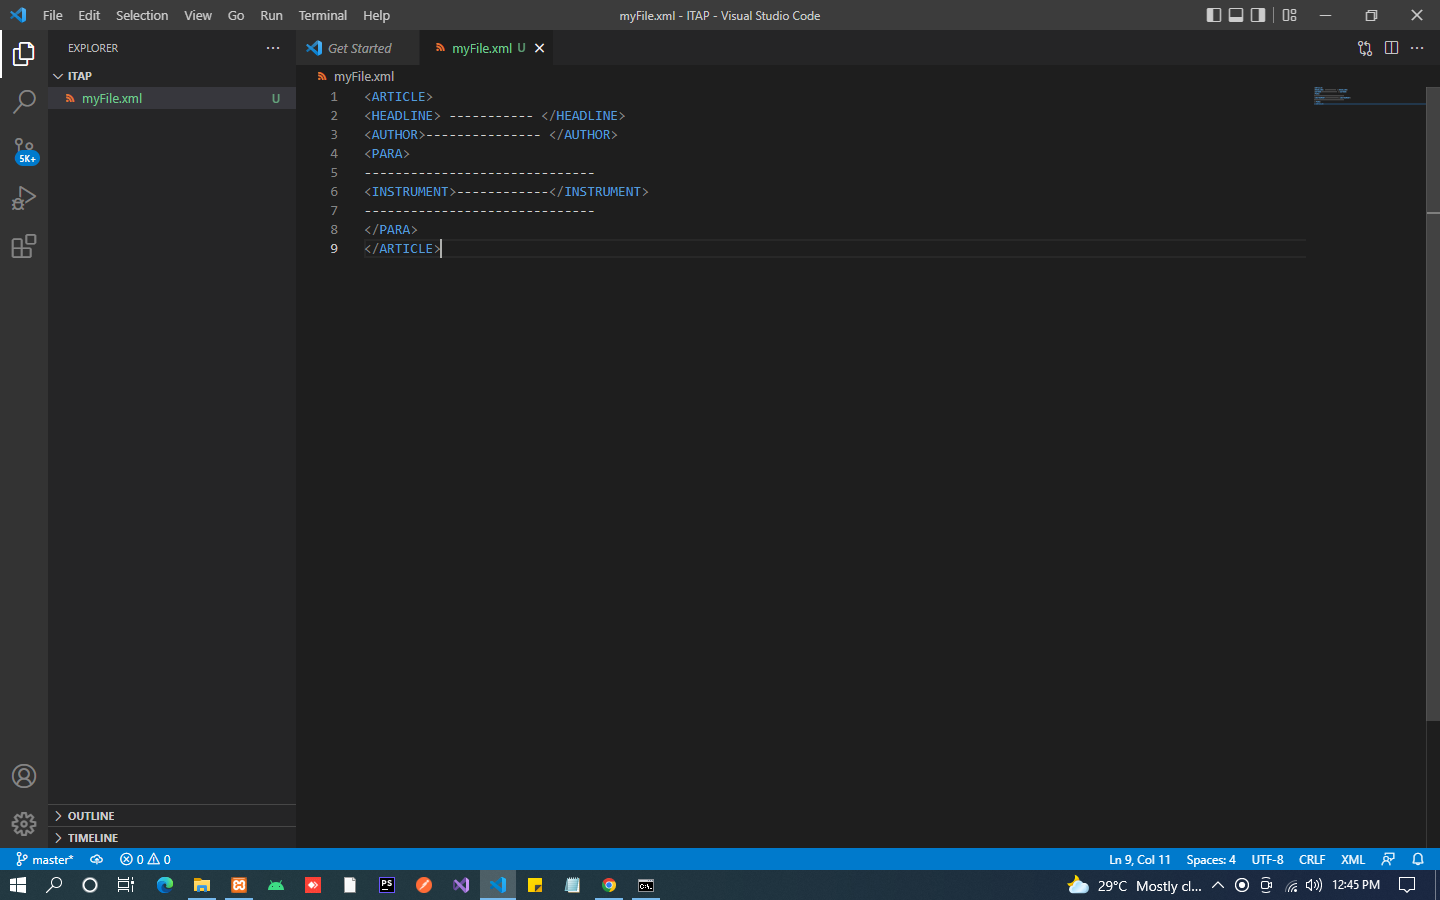 File Edit Selection View Go Run Terminal Help
myFile.xml - ITAP - Visual Studio Code
EXPLORER
ITAP
myFile.xml U
5K+
OUTLINE
TIMELINE
Get Started
myFile.xml U
myFile.xml
1 <ARTICLE>
2 <HEADLINE> ----------- </HEADLINE>
3 <AUTHOR>--------------- </AUTHOR>
4 <PARA>
5 ------------------------------
6 <INSTRUMENT>------------</INSTRUMENT>
7 ------------------------------
8 </PARA>
9 </ARTICLE>
master* 0 0
Ln 9, Col 11 Spaces: 4 UTF-8 CRLF XML
PS
C:\.
29°C Mostly cl... 12:45 PM